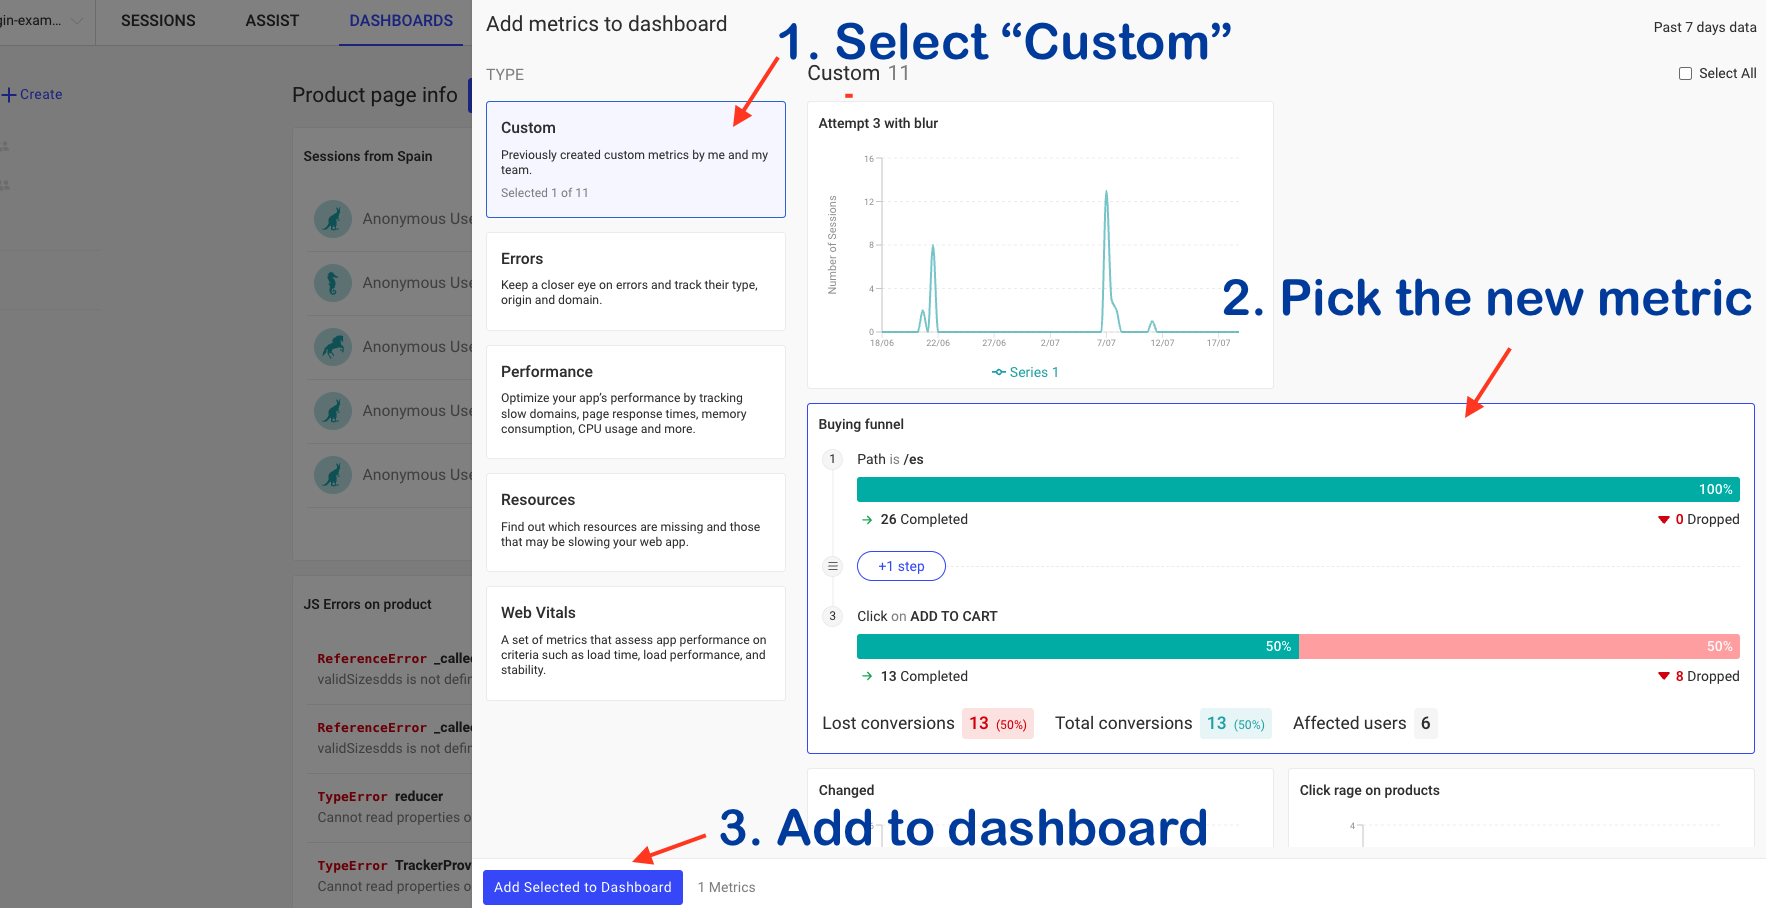 gin-exam...
SESSIONS
ASSIST
DASHBOARDS
+ Create
Product page info
Sessions from Spain
Anonymous Use
Anonymous Use
Anonymous Use
Anonymous Use
Anonymous Use
JS Errors on product
ReferenceError _callec
validSizesdds is not defin
ReferenceError _callec
validSizesdds is not defin
TypeError reducer
Cannot read properties o
TypeError TrackerProv
Cannot read properties o
Add metrics to dashboard
1. Select “Custom”
Past 7 days data
TYPE
Custom 11
Select All
Custom
Previously created custom metrics by me and my
team.
Selected 1 of 11
Errors
Keep a closer eye on errors and track their type,
origin and domain.
Performance
Optimize your app’s performance by tracking
slow domains, page response times, memory
consumption, CPU usage and more.
Resources
Find out which resources are missing and those
that may be slowing your web app.
Web Vitals
A set of metrics that assess app performance on
criteria such as load time, load performance, and
stability.
Attempt 3 with blur
Number of Sessions
16
12
8
4
0
18/06 22/06 27/06 2/07 7/07 12/07 17/07
Series 1
2. Pick the new metric
Buying funnel
1 Path is /es
100%
26 Completed
0 Dropped
+1 step
3 Click on ADD TO CART
50% 50%
13 Completed
8 Dropped
Lost conversions 13 (50%) Total conversions 13 (50%) Affected users 6
Changed
Click rage on products
4
3. Add to dashboard
Add Selected to Dashboard
1 Metrics